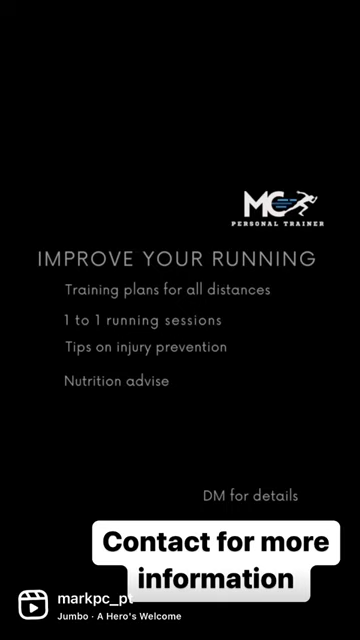 MC
PERSONAL TRAINER
IMPROVE YOUR RUNNING
Training plans for all distances
1 to 1 running sessions
Tips on injury prevention
Nutrition advise
DM for details
Contact for more
information
markpc_pt
Jumbo · A Hero's Welcome